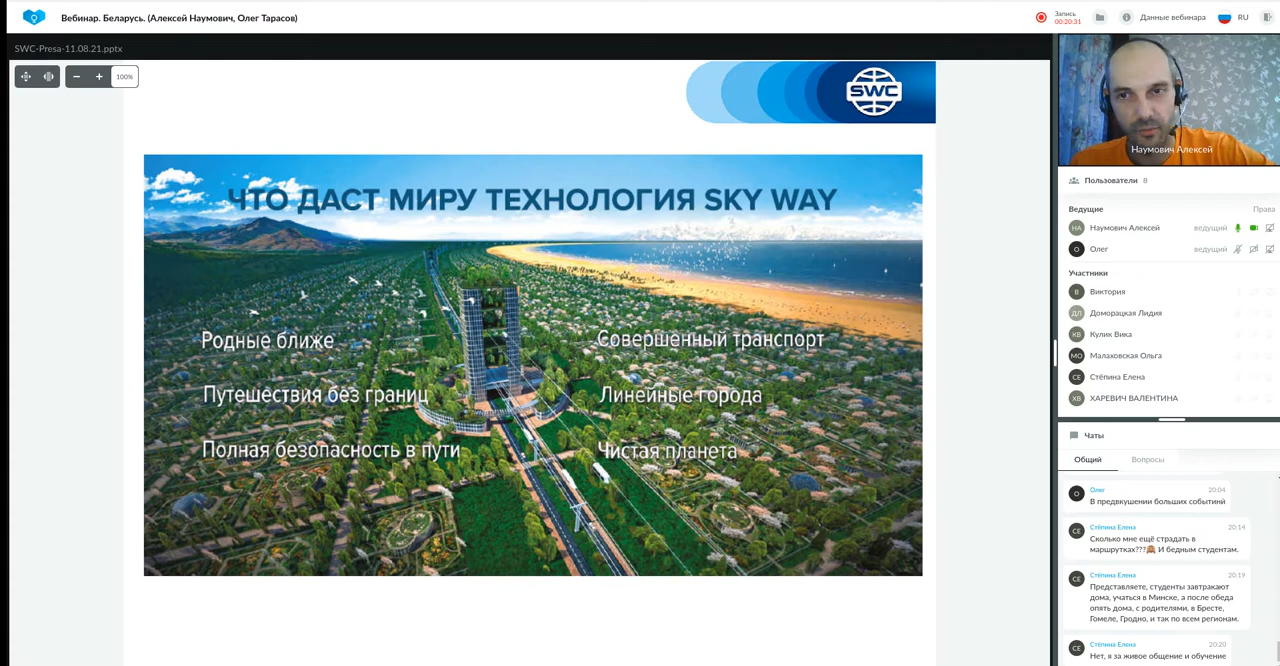 Вебинар. Беларусь. (Алексей Наумович, Олег Тарасов)
Запись
00:20:31
Данные вебинара
RU
SWC-Presa-11.08.21.pptx
100%
SWC
ЧТО ДАСТ МИРУ ТЕХНОЛОГИЯ SKY WAY
Родные ближе
Совершенный транспорт
Путешествия без границ
Линейные города
Полная безопасность в пути
Чистая планета
Наумович Алексей
Пользователи 8
Ведущие
Права
НА Наумович Алексей ведущий
О Олег ведущий
Участники
В Виктория
ДЛ Доморацкая Лидия
КВ Кулик Вика
МО Малаховская Ольга
СЕ Стёпина Елена
ХВ ХАРЕВИЧ ВАЛЕНТИНА
Чаты
Общий
Вопросы
О Олег 20:04
В предвкушении больших событиий
СЕ Стёпина Елена 20:14
Сколько мне ещё страдать в
маршрутках???🙈 И бедным студентам.
СЕ Стёпина Елена 20:19
Представляете, студенты завтракают
дома, учаться в Минске, а после обеда
опять дома, с родителями, в Бресте,
Гомеле, Гродно, и так по всем регионам.
СЕ Стёпина Елена 20:20
Нет, я за живое общение и обучение